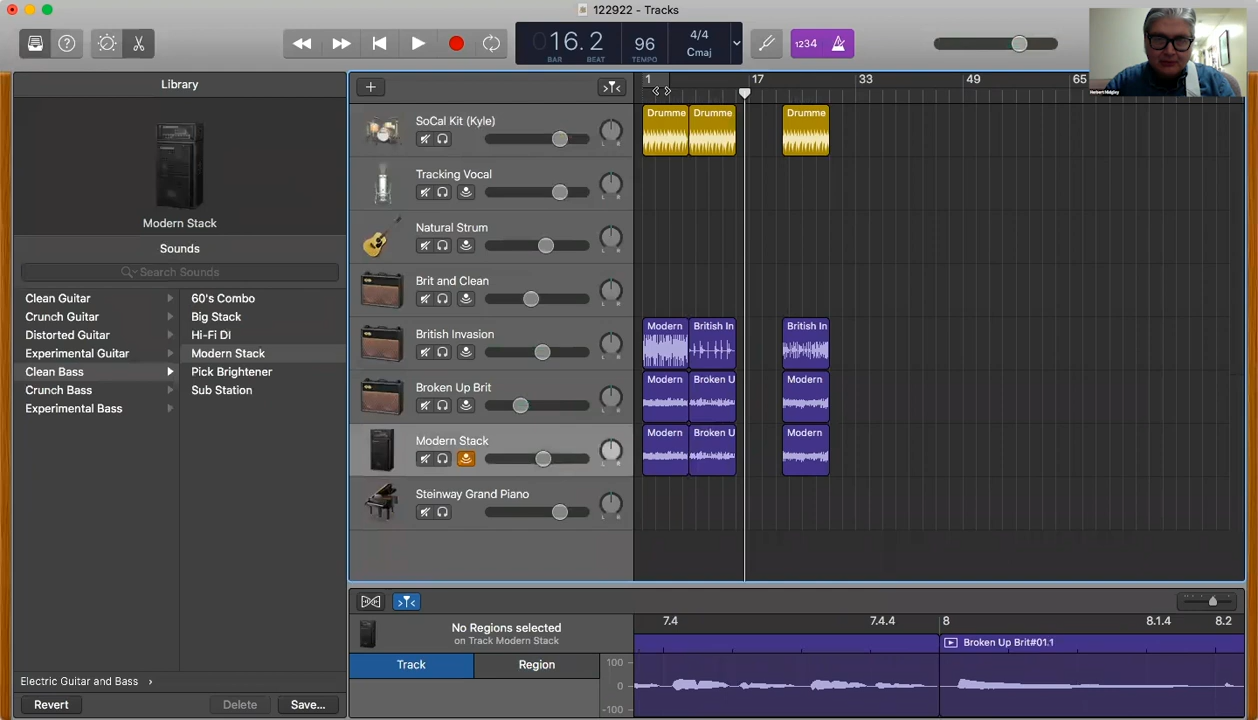 122922 - Tracks
16.2
BAR
BEAT
96
TEMPO
4/4
Cmaj
1234
Herbert Midgley
Library
1
17
33
49
65
Modern Stack
Sounds
Search Sounds
Clean Guitar
Crunch Guitar
Distorted Guitar
Experimental Guitar
Clean Bass
Crunch Bass
Experimental Bass
60's Combo
Big Stack
Hi-Fi DI
Modern Stack
Pick Brightener
Sub Station
Electric Guitar and Bass
Revert
Delete
Save...
SoCal Kit (Kyle)
Tracking Vocal
Natural Strum
Brit and Clean
British Invasion
Broken Up Brit
Modern Stack
Steinway Grand Piano
Drumme
Drumme
Drumme
Modern
British In
British In
Modern
Broken U
Modern
Modern
Broken U
Modern
No Regions selected
on Track Modern Stack
Track
Region
7.4
7.4.4
8
8.1.4
8.2
Broken Up Brit#01.1
100
0
-100